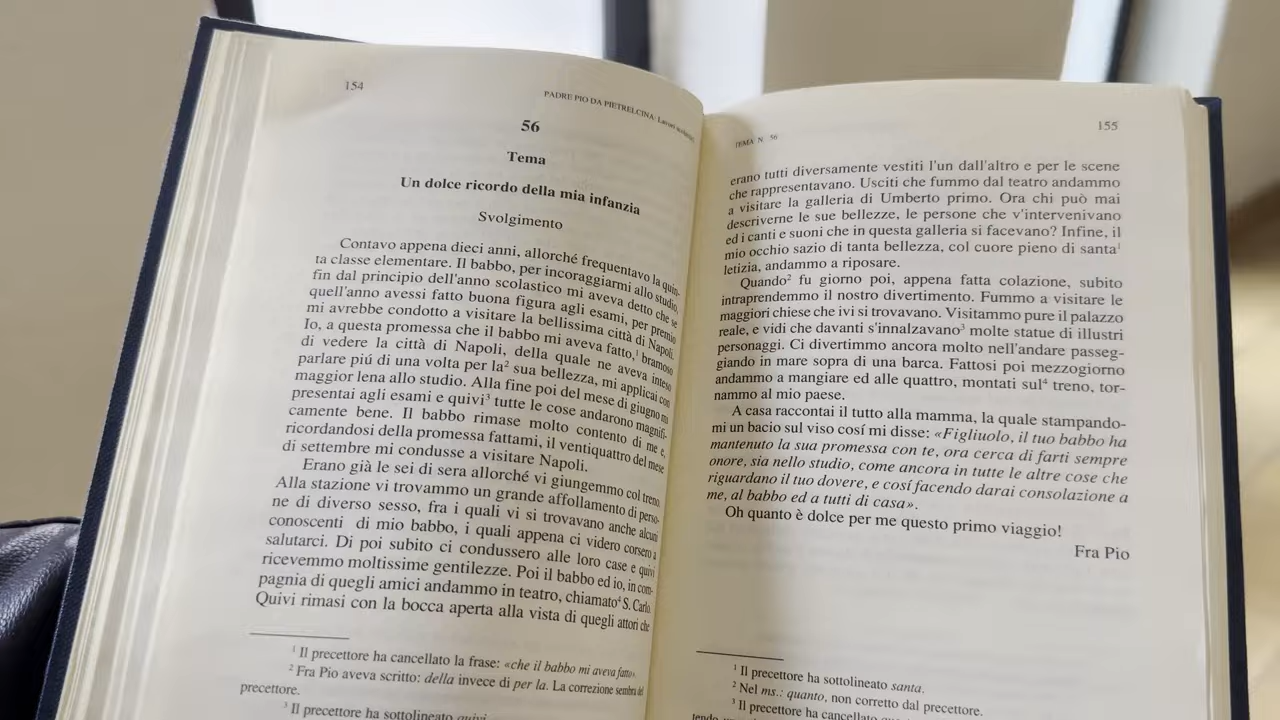 154
PADRE PIO DA PIETRELCINA: Lavori
56
Tema
Un dolce ricordo della mia infanzia
Svolgimento
Contavo appena dieci anni, allorché frequentavo la quin-
ta classe elementare. Il babbo, per incoraggiarmi allo studio,
fin dal principio dell'anno scolastico mi aveva detto che se
quell'anno avessi fatto buona figura agli esami, per premio
mi avrebbe condotto a visitare la bellissima città di Napoli.
Io, a questa promessa che il babbo mi aveva fatto,¹ bramoso
di vedere la città di Napoli, della quale ne aveva inteso
parlare piú di una volta per la² sua bellezza, mi applicai con
maggior lena allo studio. Alla fine poi del mese di giugno mi
presentai agli esami e quivi³ tutte le cose andarono magnifi-
camente bene. Il babbo rimase molto contento di me e,
ricordandosi della promessa fattami, il ventiquattro del mese
di settembre mi condusse a visitare Napoli.
Erano già le sei di sera allorché vi giungemmo col treno.
Alla stazione vi trovammo un grande affollamento di perso-
ne di diverso sesso, fra i quali vi si trovavano anche alcuni
conoscenti di mio babbo, i quali appena ci videro corsero a
salutarci. Di poi subito ci condussero alle loro case e quivi
ricevemmo moltissime gentilezze. Poi il babbo ed io, in com-
pagnia di quegli amici andammo in teatro, chiamato⁴ S. Carlo.
Quivi rimasi con la bocca aperta alla vista di quegli attori che
¹ Il precettore ha cancellato la frase: «che il babbo mi aveva fatto».
² Fra Pio aveva scritto: della invece di per la. La correzione sembra del
precettore.
³ Il precettore ha sottolineato quivi.
TEMA N. 56
155
erano tutti diversamente vestiti l'un dall'altro e per le scene
che rappresentavano. Usciti che fummo dal teatro andammo
a visitare la galleria di Umberto primo. Ora chi può mai
descriverne le sue bellezze, le persone che v'intervenivano
ed i canti e suoni che in questa galleria si facevano? Infine, il
mio occhio sazio di tanta bellezza, col cuore pieno di santa¹
letizia, andammo a riposare.
Quando² fu giorno poi, appena fatta colazione, subito
intraprendemmo il nostro divertimento. Fummo a visitare le
maggiori chiese che ivi si trovavano. Visitammo pure il palazzo
reale, e vidi che davanti s'innalzavano³ molte statue di illustri
personaggi. Ci divertimmo ancora molto nell'andare passeg-
giando in mare sopra di una barca. Fattosi poi mezzogiorno
andammo a mangiare ed alle quattro, montati sul⁴ treno, tor-
nammo al mio paese.
A casa raccontai il tutto alla mamma, la quale stampando-
mi un bacio sul viso cosí mi disse: «Figliuolo, il tuo babbo ha
mantenuto la sua promessa con te, ora cerca di farti sempre
onore, sia nello studio, come ancora in tutte le altre cose che
riguardano il tuo dovere, e cosí facendo darai consolazione a
me, al babbo ed a tutti di casa».
Oh quanto è dolce per me questo primo viaggio!
Fra Pio
¹ Il precettore ha sottolineato santa.
² Nel ms.: quanto, non corretto dal precettore.
³ Il precettore ha cancellato